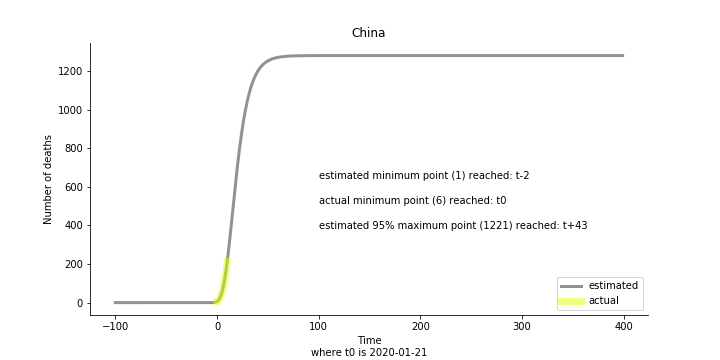 China
1200
1000
800
600
400
200
0
Number of deaths
estimated minimum point (1) reached: t-2
actual minimum point (6) reached: t0
estimated 95% maximum point (1221) reached: t+43
estimated
actual
−100 0 100 200 300 400
Time
where t0 is 2020-01-21